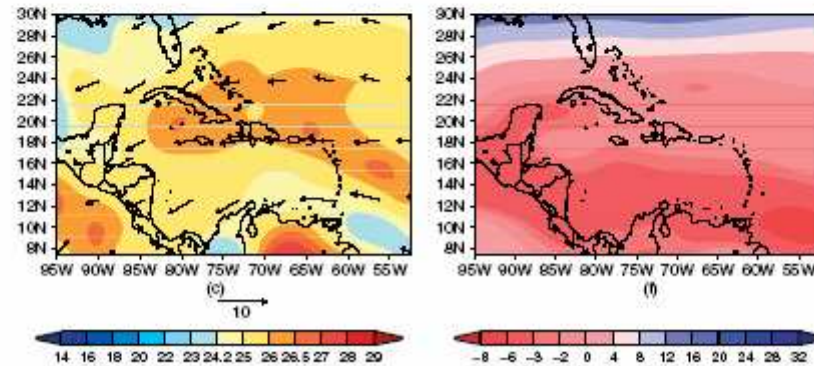 30N
28N
24N
22N
20N
18N
16N
14N
12N
10N
8N
95W 90W 85W 80W 75W 70W 65W 60W 55W
(c)
10
14 16 18 20 22 23 24.2 25 26 26.5 27 28 29
30N
28N
24N
22N
20N
18N
16N
14N
12N
10N
8N
95W 90W 85W 80W 75W 70W 65W 60W 55W
(f)
-8 -6 -3 -2 0 4 8 12 16 20 24 28 32